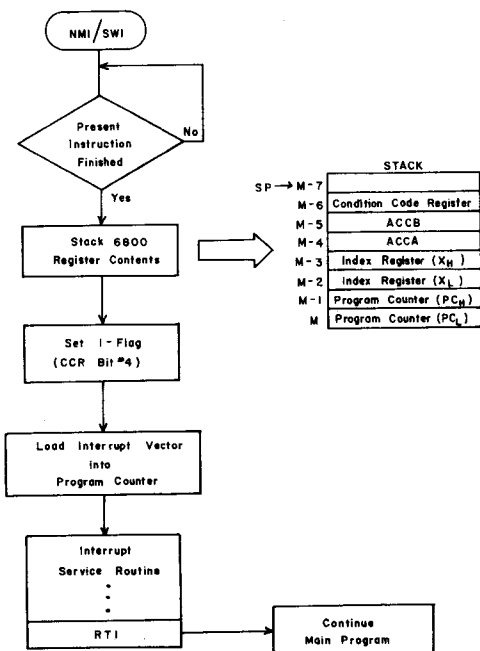 NMI/SWI
No
Present
Instruction
Finished
Yes
Stack 6800
Register Contents
STACK
SP → M-7
M-6 Condition Code Register
M-5 ACCB
M-4 ACCA
M-3 Index Register (XH)
M-2 Index Register (XL)
M-1 Program Counter (PCH)
M Program Counter (PCL)
Set I-Flag
(CCR Bit #4)
Load Interrupt Vector
into
Program Counter
Interrupt
Service Routine
RTI
Continue
Main Program